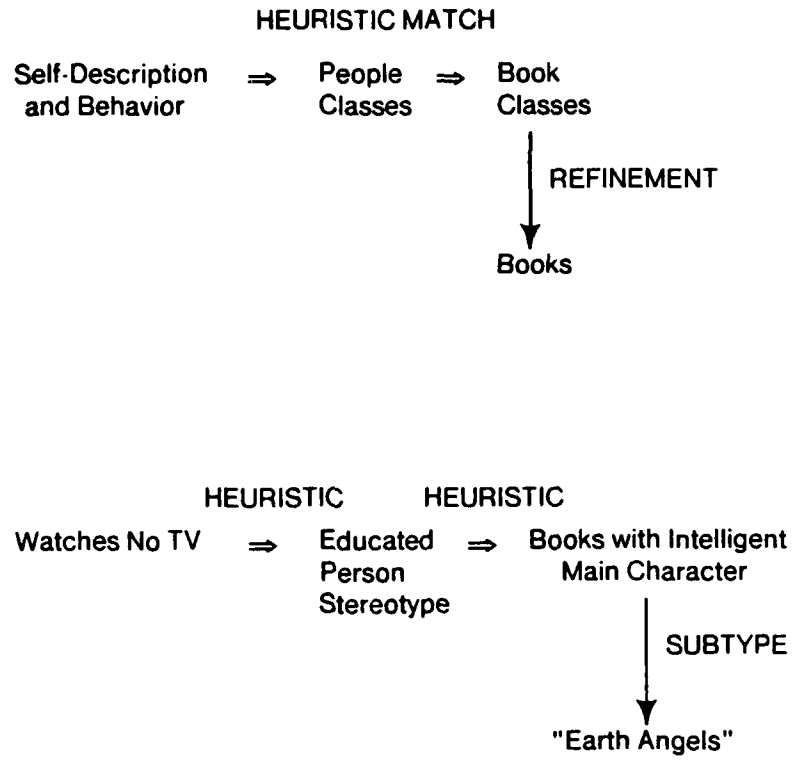 HEURISTIC MATCH
Self-Description ⇒ People ⇒ Book
and Behavior Classes Classes
REFINEMENT
Books
HEURISTIC HEURISTIC
Watches No TV ⇒ Educated ⇒ Books with Intelligent
Person Main Character
Stereotype
SUBTYPE
"Earth Angels"